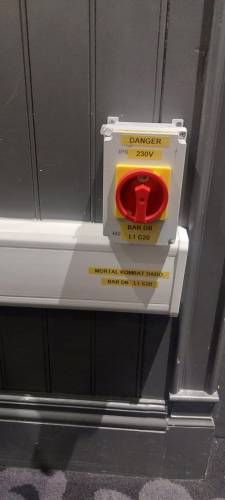 DANGER
230V
BAR DB
L1 C20
MORTAL KOMBAT DADO
BAR DB L1 C20